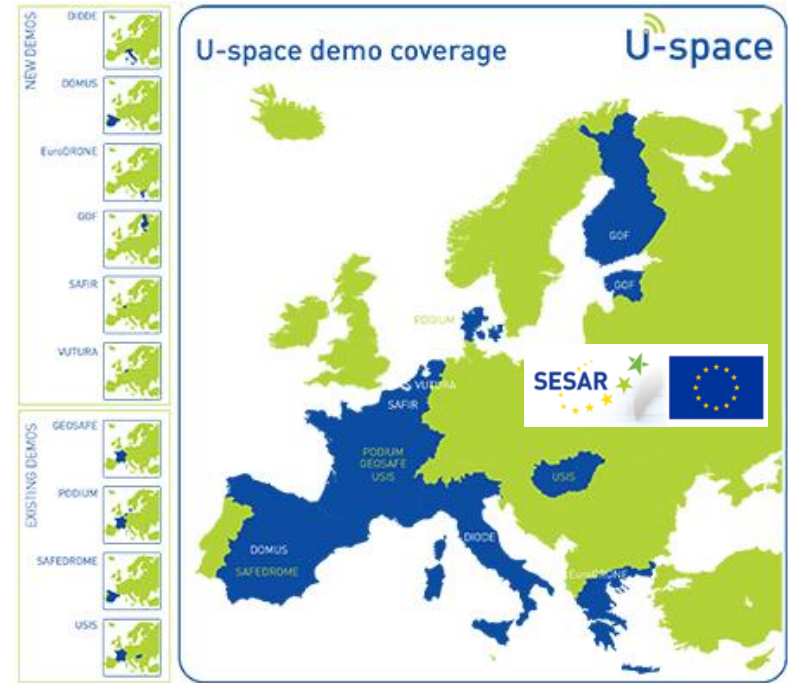 NEW DEMOS
DIODE
DOMUS
EuroDRONE
GOF
SAFIR
VUTURA
EXISTING DEMOS
GEOSAFE
PODIUM
SAFEDROME
USIS
U-space demo coverage
U-space
GOF
GOF
PODIUM
VUTURA
SAFIR
PODIUM
GEOSAFE
USIS
SESAR
USIS
DOMUS
SAFEDROME
DIODE
EuroDRONE